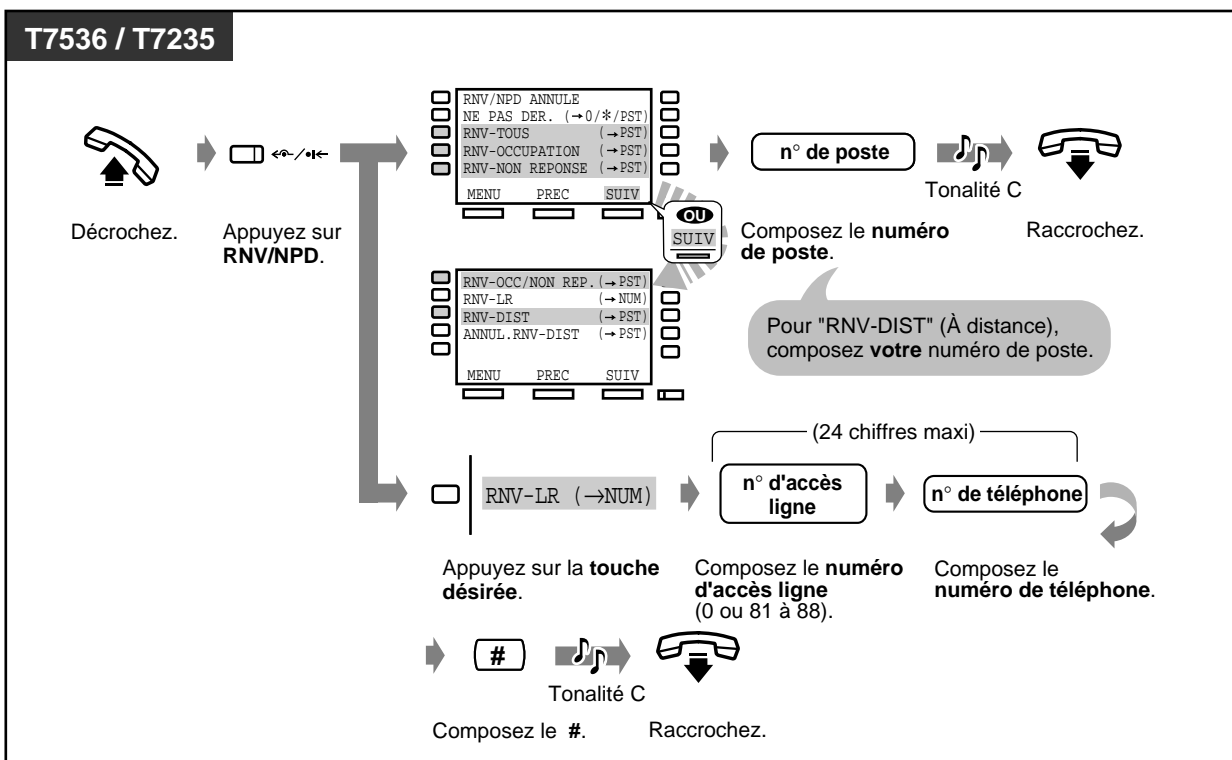 T7536 / T7235
RNV/NPD ANNULE
NE PAS DER. (→0/*/PST)
RNV-TOUS (→PST)
RNV-OCCUPATION (→PST)
RNV-NON REPONSE (→PST)
MENU PREC SUIV
OU
SUIV
n° de poste
Tonalité C
Décrochez.
Appuyez sur
RNV/NPD.
Composez le numéro
de poste.
Raccrochez.
RNV-OCC/NON REP.(→PST)
RNV-LR (→NUM)
RNV-DIST (→PST)
ANNUL.RNV-DIST (→PST)
MENU PREC SUIV
Pour "RNV-DIST" (À distance),
composez votre numéro de poste.
(24 chiffres maxi)
RNV-LR (→NUM)
n° d'accès
ligne
n° de téléphone
Appuyez sur la touche
désirée.
Composez le numéro
d'accès ligne
(0 ou 81 à 88).
Composez le
numéro de téléphone.
#
Tonalité C
Composez le #.
Raccrochez.